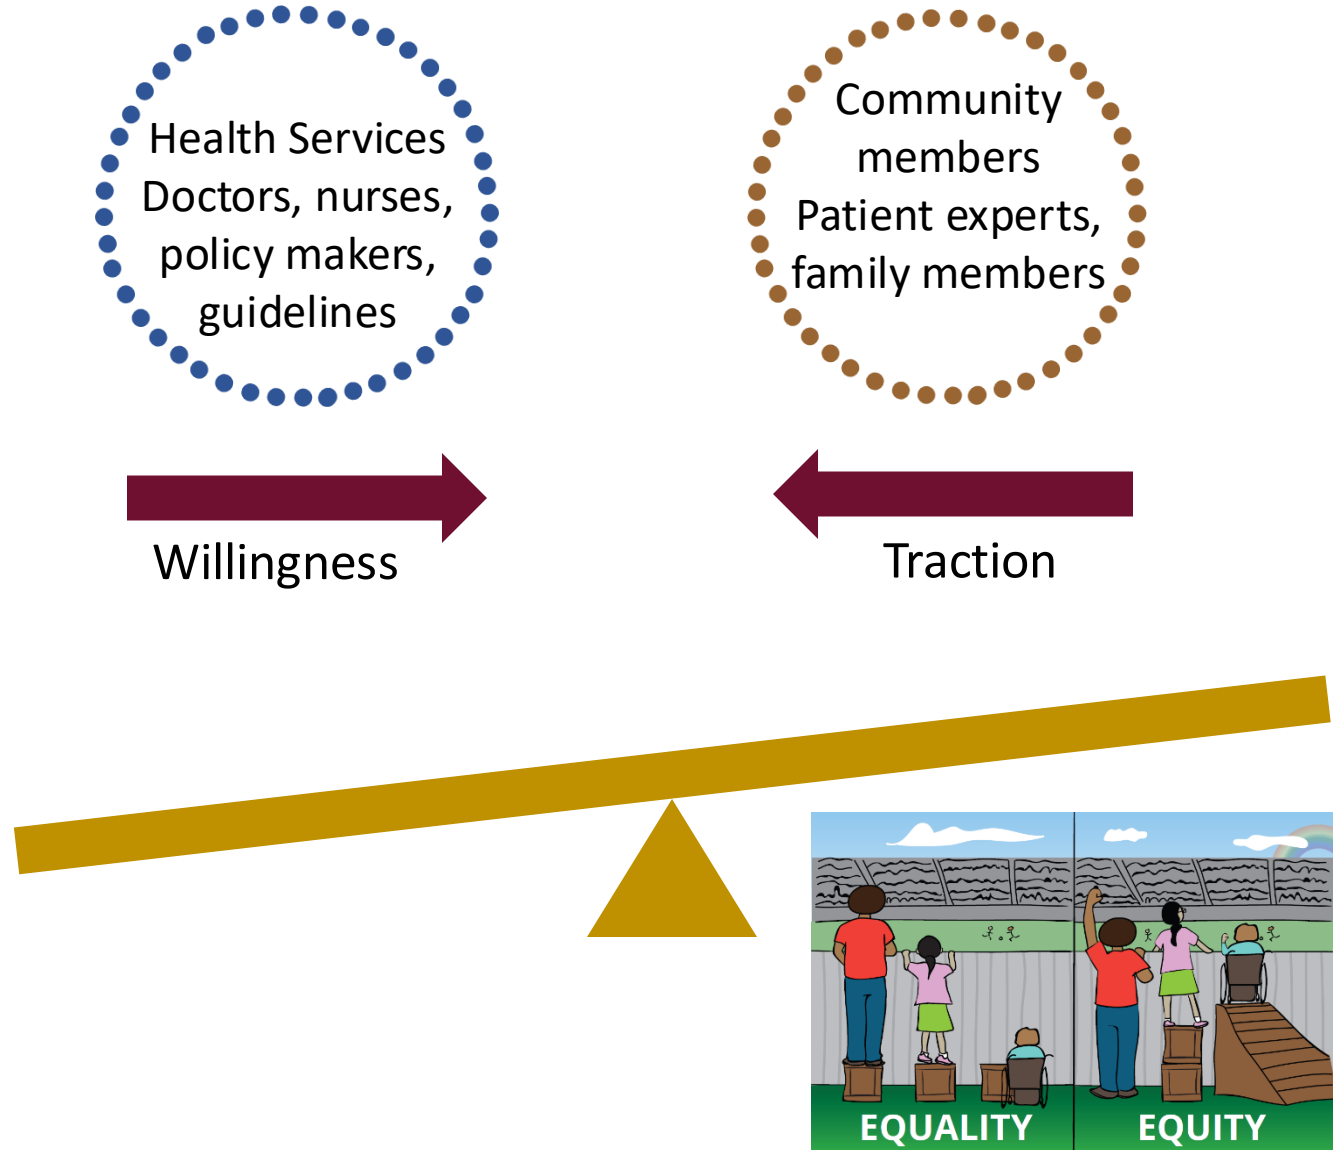 Health Services
Doctors, nurses,
policy makers,
guidelines
Community
members
Patient experts,
family members
Willingness
Traction
EQUALITY
EQUITY